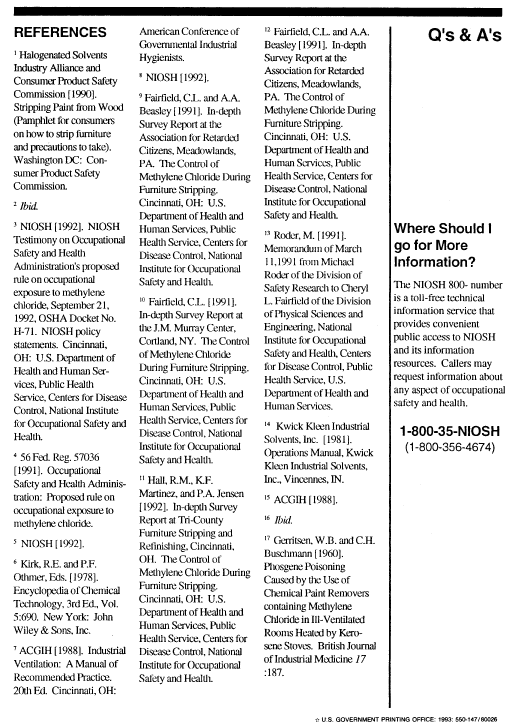 REFERENCES
1 Halogenated Solvents
Industry Alliance and
Consumer Product Safety
Commission [1990].
Stripping Paint from Wood
(Pamphlet for consumers
on how to strip furniture
and precautions to take).
Washington DC: Con-
sumer Product Safety
Commission.
2 Ibid.
3 NIOSH [1992]. NIOSH
Testimony on Occupational
Safety and Health
Administration's proposed
rule on occupational
exposure to methylene
chloride, September 21,
1992, OSHA Docket No.
H-71. NIOSH policy
statements. Cincinnati,
OH: U.S. Department of
Health and Human Ser-
vices, Public Health
Service, Centers for Disease
Control, National Institute
for Occupational Safety and
Health.
4 56 Fed. Reg. 57036
[1991]. Occupational
Safety and Health Adminis-
tration: Proposed rule on
occupational exposure to
methylene chloride.
5 NIOSH [1992].
6 Kirk, R.E. and P.F.
Othmer, Eds. [1978].
Encyclopedia of Chemical
Technology, 3rd Ed., Vol.
5:690. New York: John
Wiley & Sons, Inc.
7 ACGIH [1988]. Industrial
Ventilation: A Manual of
Recommended Practice.
20th Ed. Cincinnati, OH:
American Conference of
Governmental Industrial
Hygienists.
8 NIOSH [1992].
9 Fairfield, C.L. and A.A.
Beasley [1991]. In-depth
Survey Report at the
Association for Retarded
Citizens, Meadowlands,
PA. The Control of
Methylene Chloride During
Furniture Stripping.
Cincinnati, OH: U.S.
Department of Health and
Human Services, Public
Health Service, Centers for
Disease Control, National
Institute for Occupational
Safety and Health.
10 Fairfield, C.L. [1991].
In-depth Survey Report at
the J.M. Murray Center,
Cortland, NY. The Control
of Methylene Chloride
During Furniture Stripping.
Cincinnati, OH: U.S.
Department of Health and
Human Services, Public
Health Service, Centers for
Disease Control, National
Institute for Occupational
Safety and Health.
11 Hall, R.M., K.F.
Martinez, and P.A. Jensen
[1992]. In-depth Survey
Report at Tri-County
Furniture Stripping and
Refinishing, Cincinnati,
OH. The Control of
Methylene Chloride During
Furniture Stripping.
Cincinnati, OH: U.S.
Department of Health and
Human Services, Public
Health Service, Centers for
Disease Control, National
Institute for Occupational
Safety and Health.
12 Fairfield, C.L. and A.A.
Beasley [1991]. In-depth
Survey Report at the
Association for Retarded
Citizens, Meadowlands,
PA. The Control of
Methylene Chloride During
Furniture Stripping.
Cincinnati, OH: U.S.
Department of Health and
Human Services, Public
Health Service, Centers for
Disease Control, National
Institute for Occupational
Safety and Health.
13 Roder, M. [1991].
Memorandum of March
11,1991 from Michael
Roder of the Division of
Safety Research to Cheryl
L. Fairfield of the Division
of Physical Sciences and
Engineering, National
Institute for Occupational
Safety and Health, Centers
for Disease Control, Public
Health Service, U.S.
Department of Health and
Human Services.
14 Kwick Kleen Industrial
Solvents, Inc. [1981].
Operations Manual, Kwick
Kleen Industrial Solvents,
Inc., Vincennes, IN.
15 ACGIH [1988].
16 Ibid.
17 Gerritsen, W.B. and C.H.
Buschmann [1960].
Phosgene Poisoning
Caused by the Use of
Chemical Paint Removers
containing Methylene
Chloride in Ill-Ventilated
Rooms Heated by Kero-
sene Stoves. British Journal
of Industrial Medicine 17
:187.
Q's & A's
Where Should I
go for More
Information?
The NIOSH 800- number
is a toll-free technical
information service that
provides convenient
public access to NIOSH
and its information
resources. Callers may
request information about
any aspect of occupational
safety and health.
1-800-35-NIOSH
(1-800-356-4674)
☆ U.S. GOVERNMENT PRINTING OFFICE: 1993: 550-147/80026